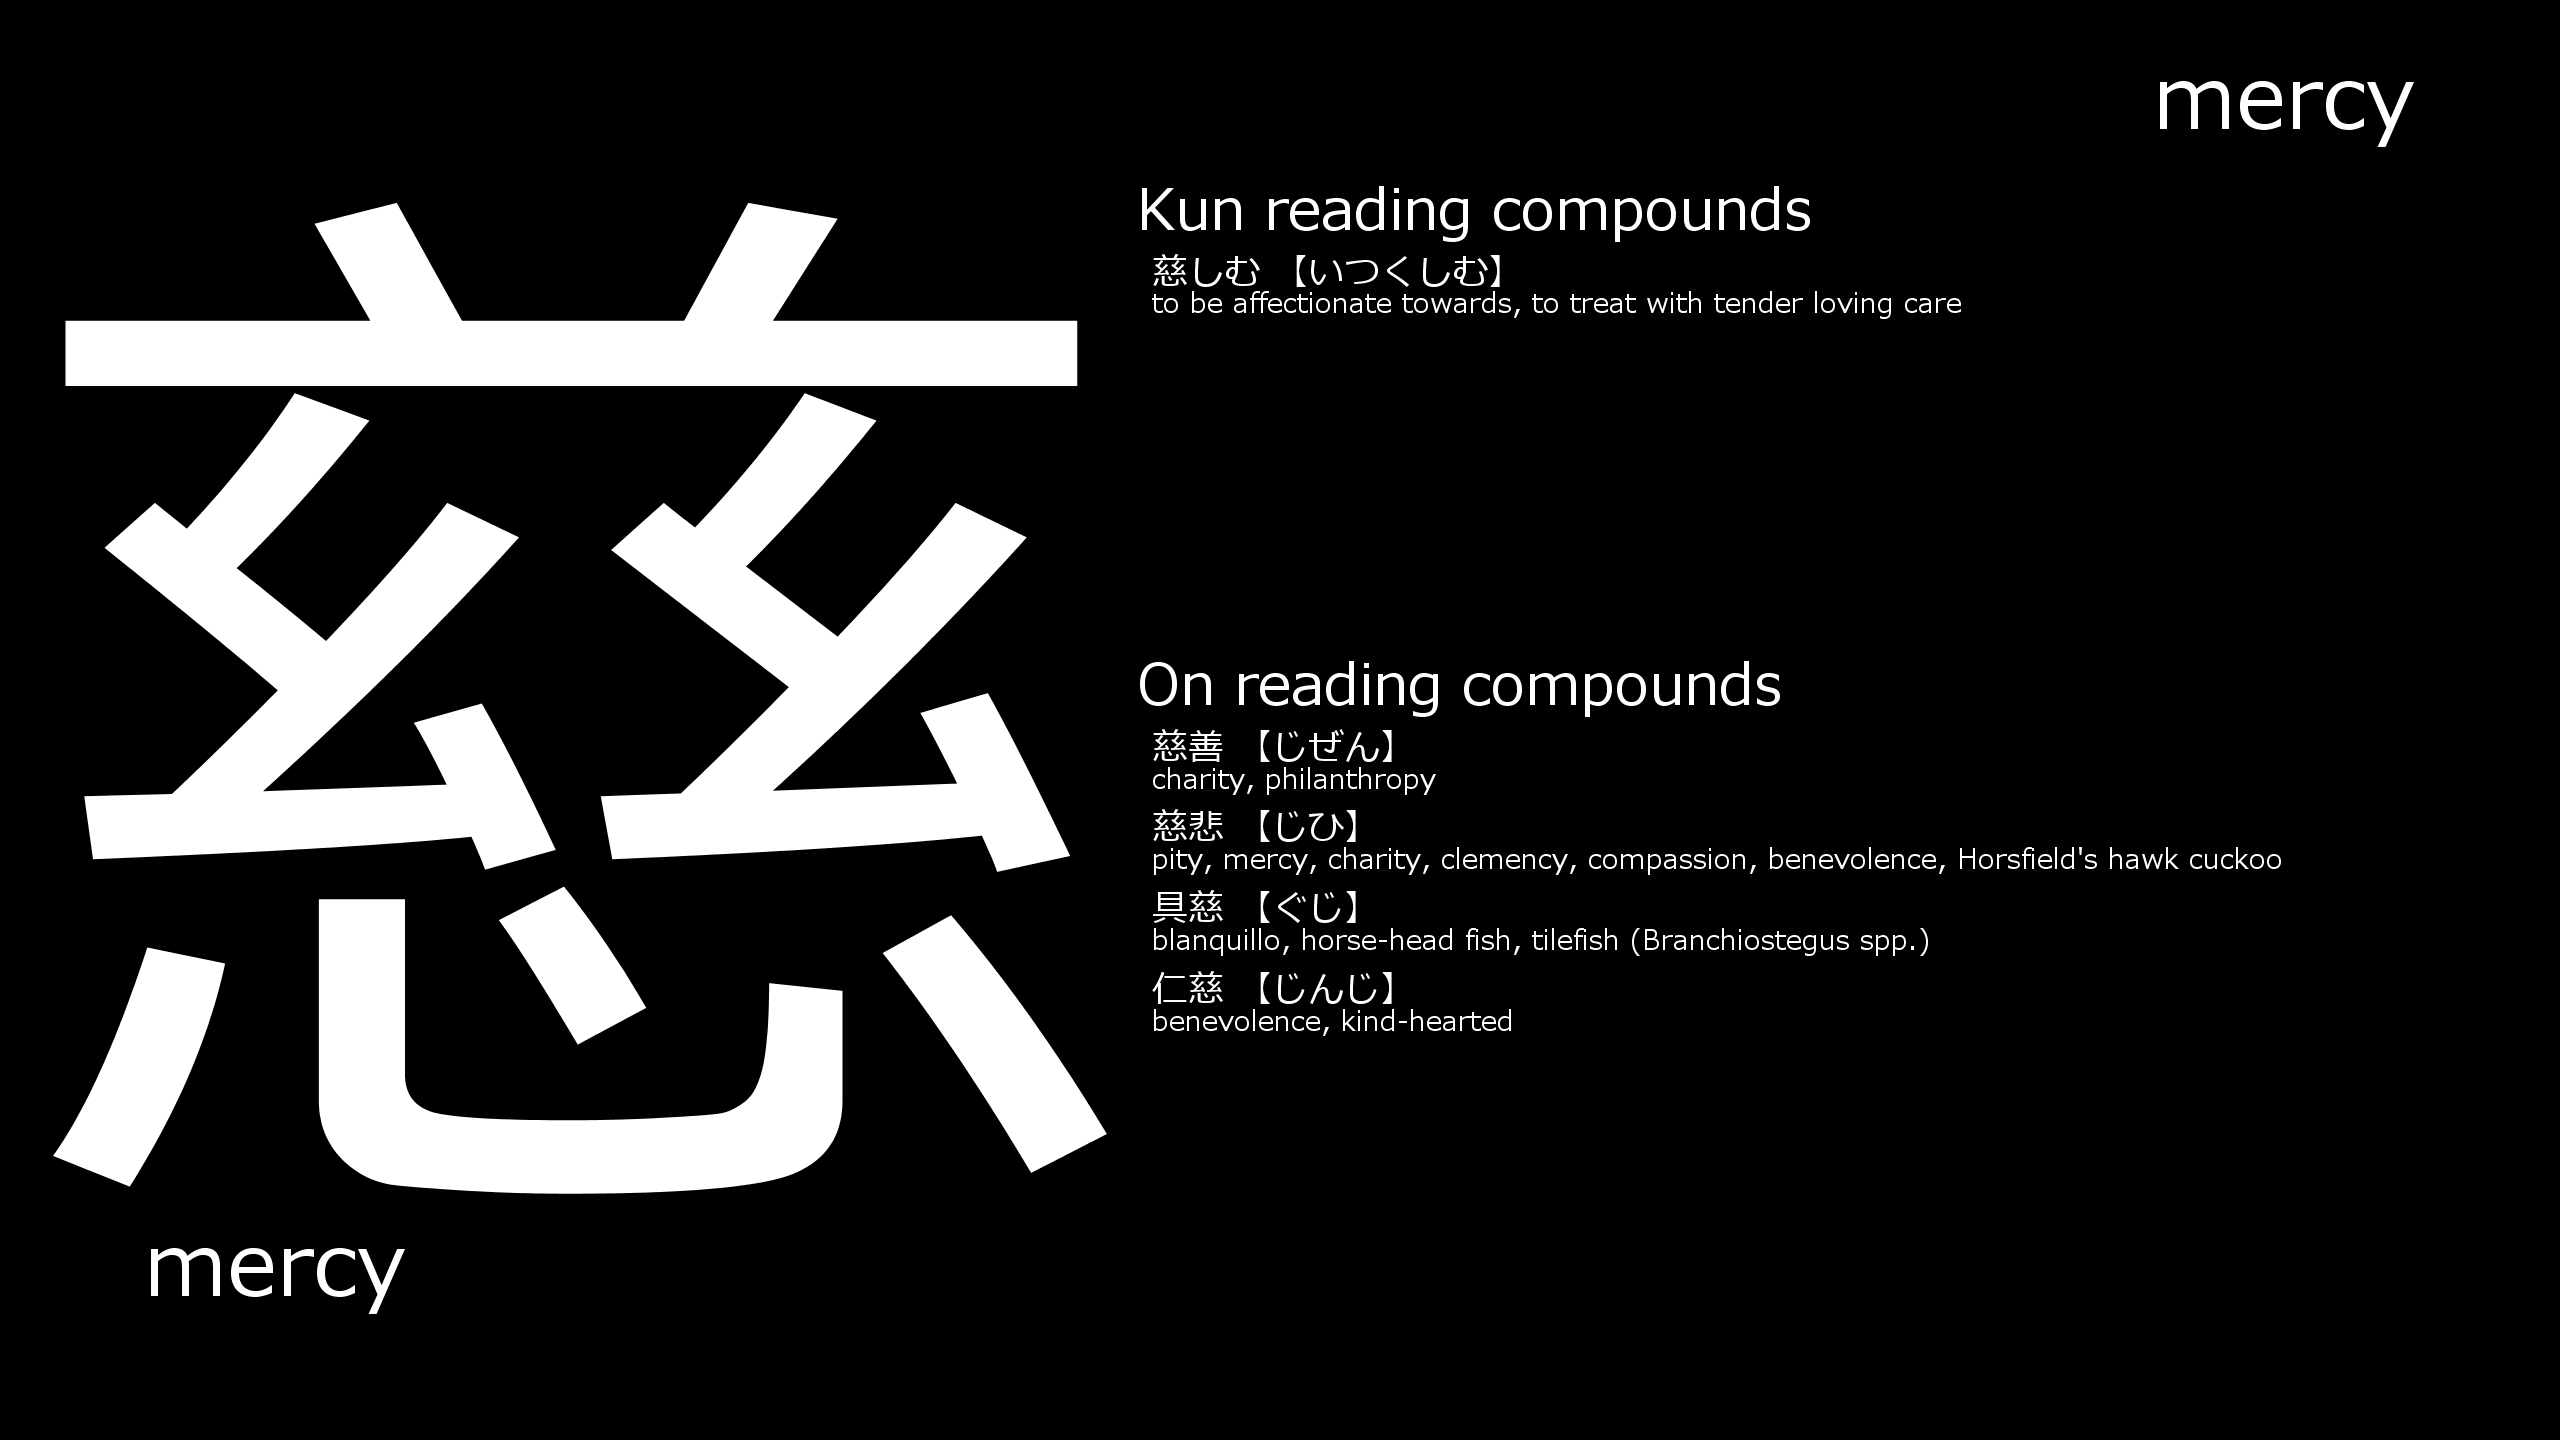 mercy
慈
mercy
Kun reading compounds
慈しむ 【いつくしむ】
to be affectionate towards, to treat with tender loving care
On reading compounds
慈善 【じぜん】
charity, philanthropy
慈悲 【じひ】
pity, mercy, charity, clemency, compassion, benevolence, Horsfield's hawk cuckoo
具慈 【ぐじ】
blanquillo, horse-head fish, tilefish (Branchiostegus spp.)
仁慈 【じんじ】
benevolence, kind-hearted